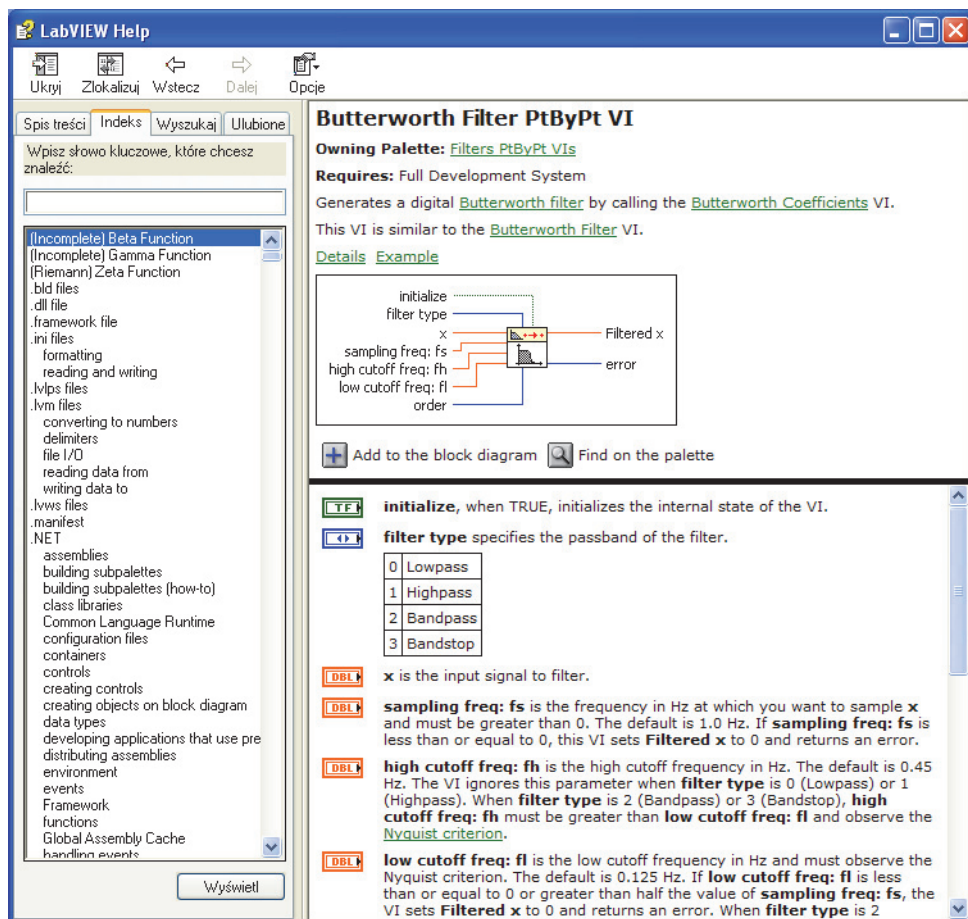 LabVIEW Help
Ukryj Zlokalizuj Wstecz Dalej Opcje
Spis treści Indeks Wyszukaj Ulubione
Wpisz słowo kluczowe, które chcesz
znaleźć:
(Incomplete) Beta Function
(Incomplete) Gamma Function
(Riemann) Zeta Function
.bld files
.dll file
.framework file
.ini files
formatting
reading and writing
.lvlps files
.lvm files
converting to numbers
delimiters
file I/O
reading data from
writing data to
.lvws files
.manifest
.NET
assemblies
building subpalettes
building subpalettes (how-to)
class libraries
Common Language Runtime
configuration files
containers
controls
creating controls
creating objects on block diagram
data types
developing applications that use pre
distributing assemblies
environment
events
Framework
functions
Global Assembly Cache
handling events
Wyświetl
Butterworth Filter PtByPt VI
Owning Palette: Filters PtByPt VIs
Requires: Full Development System
Generates a digital Butterworth filter by calling the Butterworth Coefficients VI.
This VI is similar to the Butterworth Filter VI.
Details Example
initialize
filter type
x
sampling freq: fs
high cutoff freq: fh
low cutoff freq: fl
order
Filtered x
error
Add to the block diagram Find on the palette
TF initialize, when TRUE, initializes the internal state of the VI.
filter type specifies the passband of the filter.
0 Lowpass
1 Highpass
2 Bandpass
3 Bandstop
DBL x is the input signal to filter.
DBL sampling freq: fs is the frequency in Hz at which you want to sample x
and must be greater than 0. The default is 1.0 Hz. If sampling freq: fs is
less than or equal to 0, this VI sets Filtered x to 0 and returns an error.
DBL high cutoff freq: fh is the high cutoff frequency in Hz. The default is 0.45
Hz. The VI ignores this parameter when filter type is 0 (Lowpass) or 1
(Highpass). When filter type is 2 (Bandpass) or 3 (Bandstop), high
cutoff freq: fh must be greater than low cutoff freq: fl and observe the
Nyquist criterion.
DBL low cutoff freq: fl is the low cutoff frequency in Hz and must observe the
Nyquist criterion. The default is 0.125 Hz. If low cutoff freq: fl is less
than or equal to 0 or greater than half the value of sampling freq: fs, the
VI sets Filtered x to 0 and returns an error. When filter type is 2